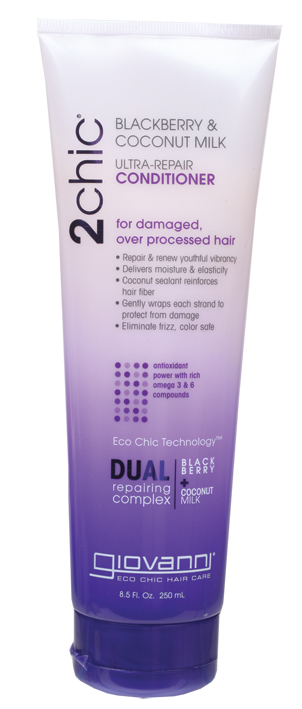 2chic®
BLACKBERRY &
COCONUT MILK
ULTRA-REPAIR
CONDITIONER
for damaged,
over processed hair
• Repair & renew youthful vibrancy
• Delivers moisture & elasticity
• Coconut sealant reinforces
hair fiber
• Gently wraps each strand to
protect from damage
• Eliminate frizz, color safe
antioxidant
power with rich
omega 3 & 6
compounds
Eco Chic Technology™
DUAL
repairing
complex
BLACK
BERRY
+
COCONUT
MILK
giovanni®
ECO CHIC HAIR CARE
8.5 Fl. Oz. 250 mL